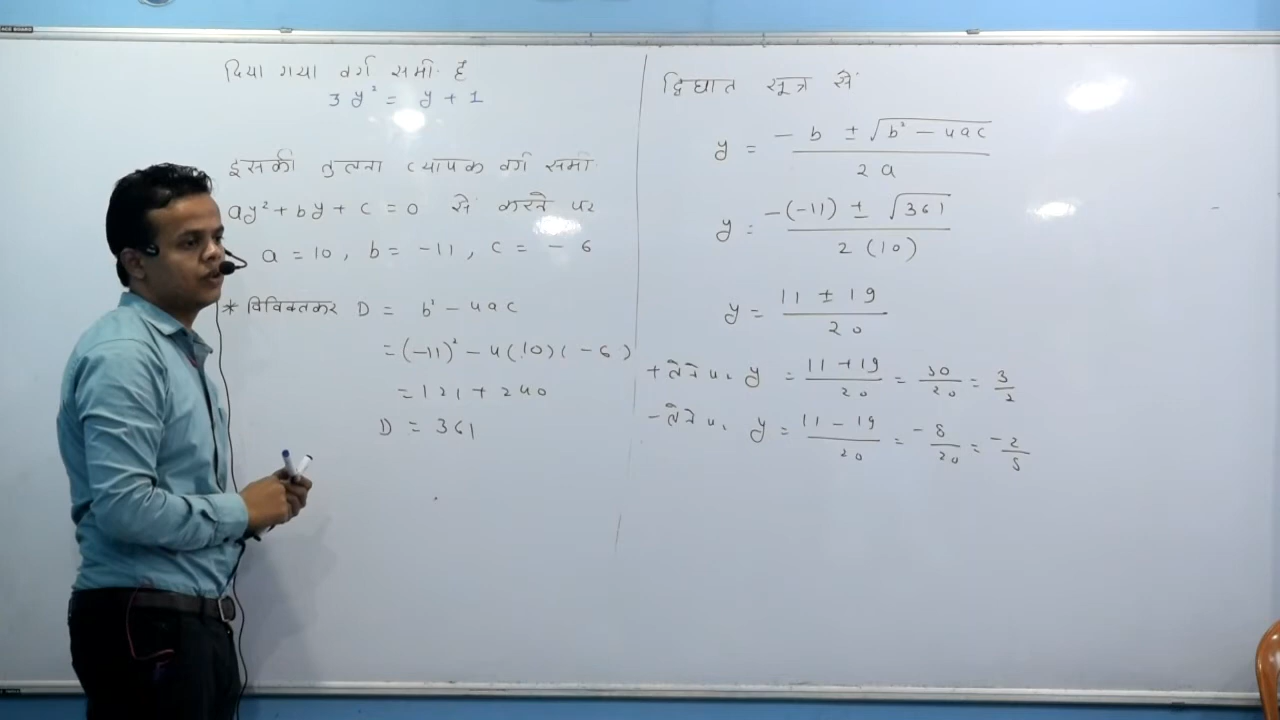 दिया गया वर्ग समी. है
3y² = y + 1
इसकी तुलना व्यापक वर्ग समी.
ay² + by + c = 0 से करने पर
a = 10, b = -11, c = -6
* विविक्तकर D = b² - 4ac
= (-11)² - 4(10)(-6)
= 121 + 240
D = 361
द्विघात सूत्र से
y = (-b ± √(b² - 4ac)) / 2a
y = (-(-11) ± √361) / 2(10)
y = (11 ± 19) / 20
+ लेने प. y = (11 + 19)/20 = 30/20 = 3/2
- लेने प. y = (11 - 19)/20 = -8/20 = -2/5